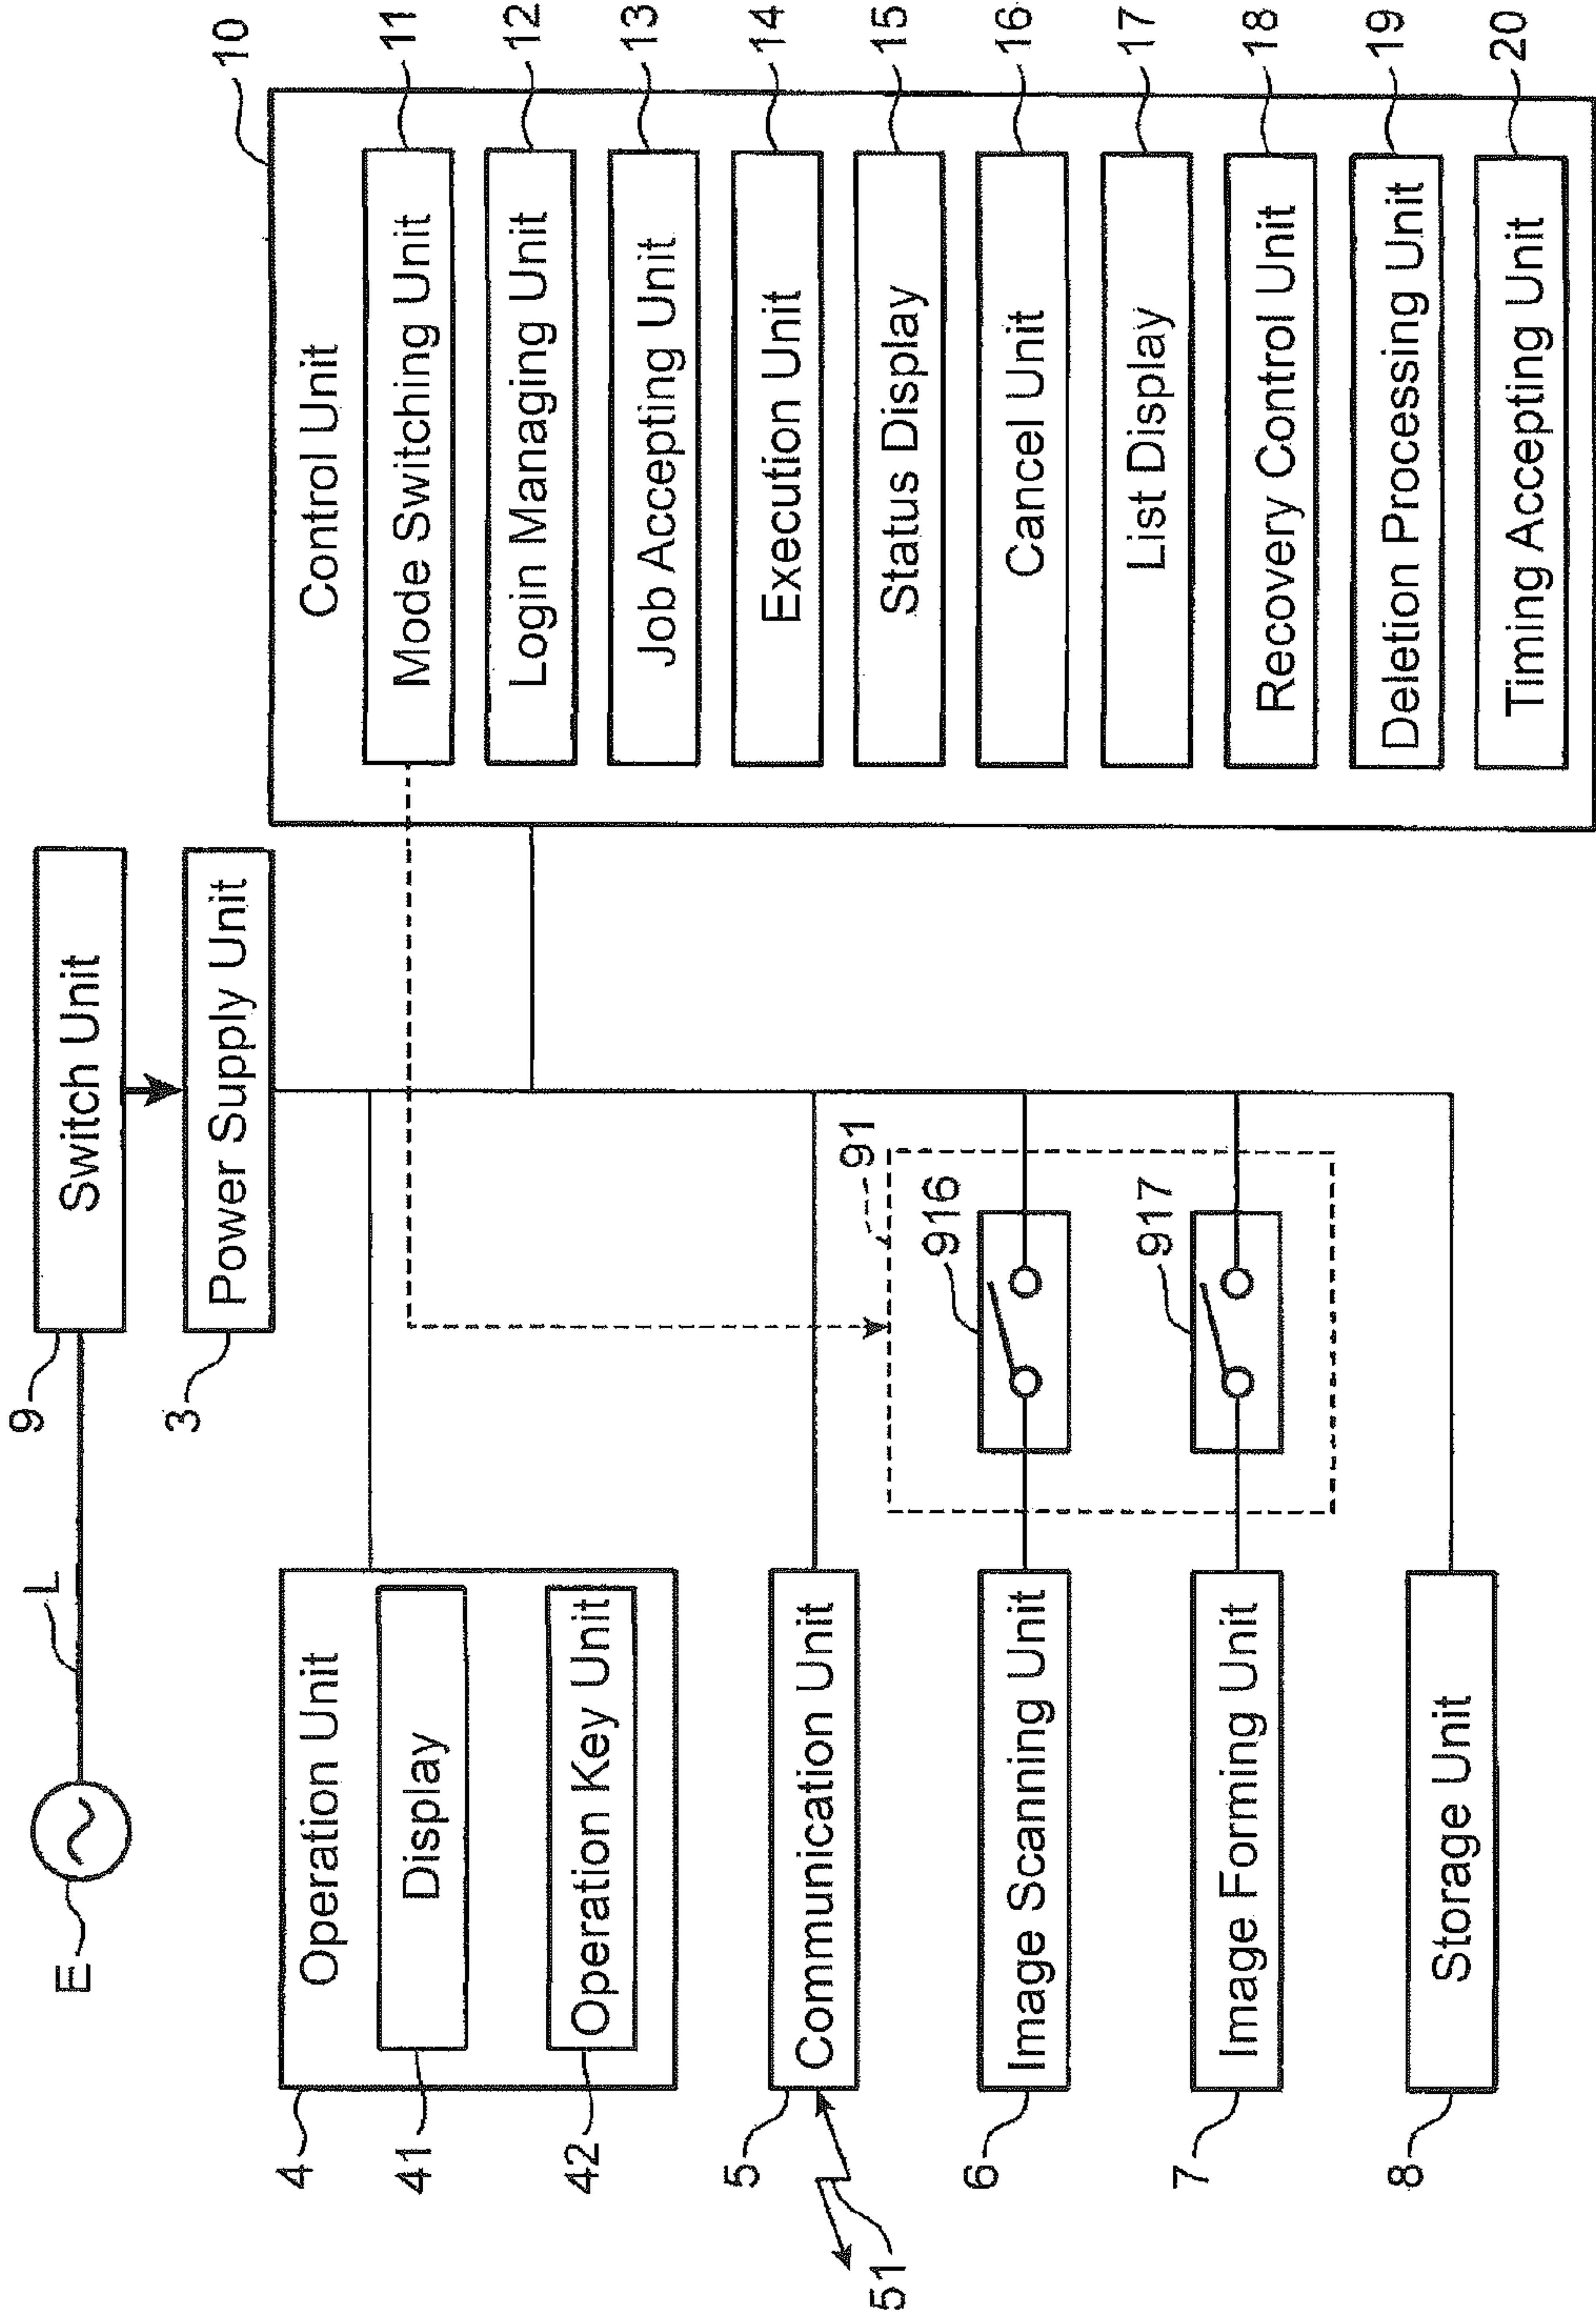 E
L
9
Switch Unit
3
Power Supply Unit
4
Operation Unit
41
Display
42
Operation Key Unit
5
Communication Unit
51
6
Image Scanning Unit
7
Image Forming Unit
8
Storage Unit
91
916
917
10
Control Unit
Mode Switching Unit
11
Login Managing Unit
12
Job Accepting Unit
13
Execution Unit
14
Status Display
15
Cancel Unit
16
List Display
17
Recovery Control Unit
18
Deletion Processing Unit
19
Timing Accepting Unit
20